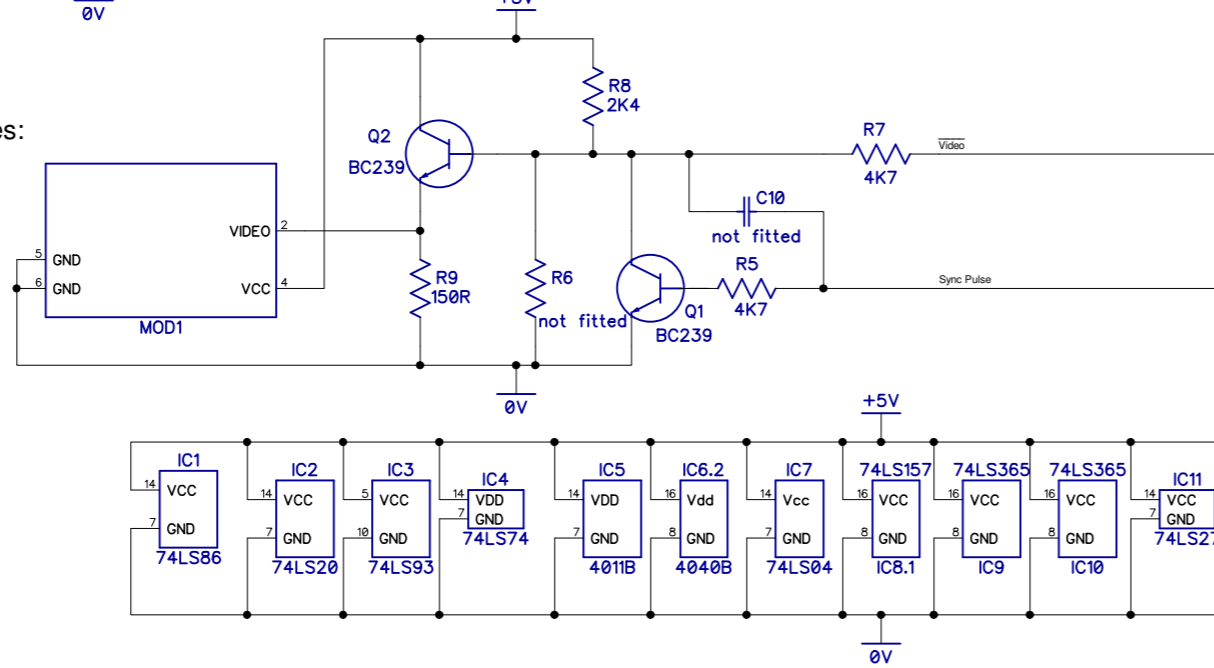 0V
+5V
es:
R8
2K4
Q2
BC239
R7
4K7
Video
C10
not fitted
VIDEO 2
5 GND
6 GND
VCC 4
MOD1
R9
150R
R6
not fitted
R5
4K7
Q1
BC239
Sync Pulse
0V
+5V
IC1
14 VCC
7 GND
74LS86
IC2
14 VCC
7 GND
74LS20
IC3
5 VCC
10 GND
74LS93
IC4
14 VDD
7 GND
74LS74
IC5
14 VDD
7 GND
4011B
IC6.2
16 Vdd
8 GND
4040B
IC7
14 Vcc
7 GND
74LS04
74LS157
16 VCC
8 GND
IC8.1
74LS365
16 VCC
8 GND
IC9
74LS365
16 VCC
8 GND
IC10
IC11
14 VCC
7 GND
74LS27
0V